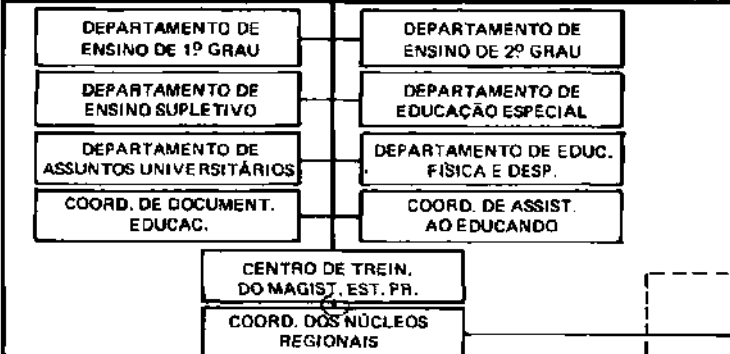 DEPARTAMENTO DE
ENSINO DE 1º GRAU
DEPARTAMENTO DE
ENSINO DE 2º GRAU
DEPARTAMENTO DE
ENSINO SUPLETIVO
DEPARTAMENTO DE
EDUCAÇÃO ESPECIAL
DEPARTAMENTO DE
ASSUNTOS UNIVERSITÁRIOS
DEPARTAMENTO DE EDUC.
FÍSICA E DESP.
COORD. DE DOCUMENT.
EDUCAC.
COORD. DE ASSIST.
AO EDUCANDO
CENTRO DE TREIN.
DO MAGIST. EST. PR.
COORD. DOS NÚCLEOS
REGIONAIS